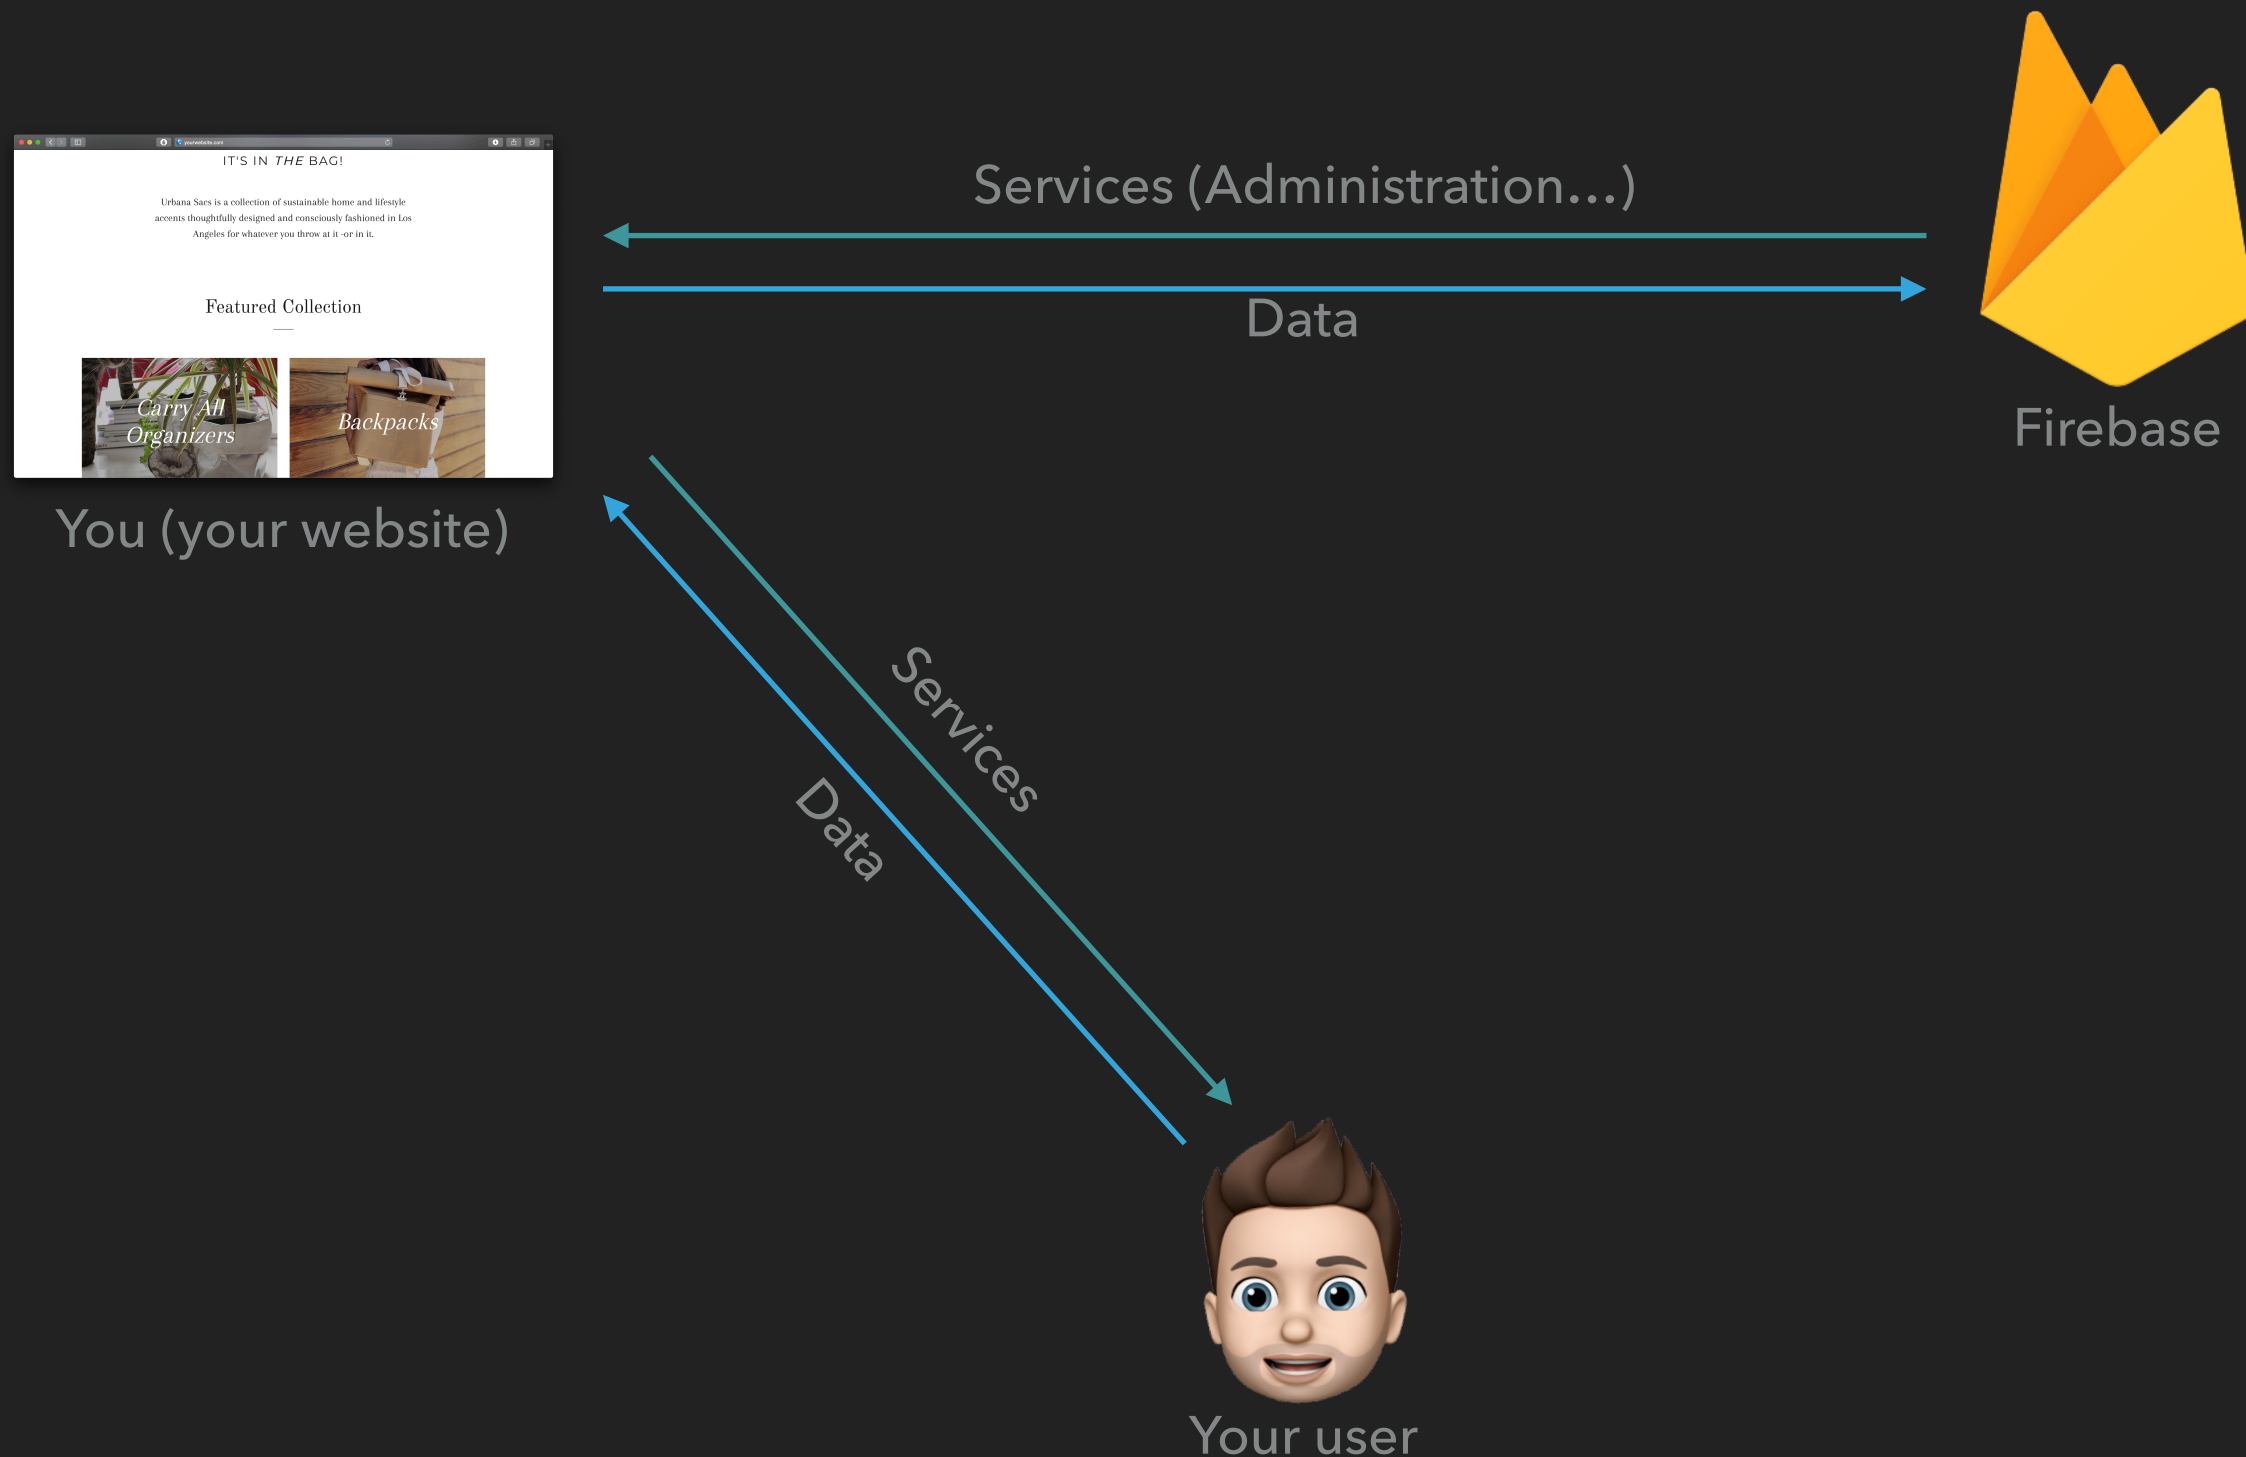 yourwebsite.com
IT'S IN THE BAG!
Urbana Sacs is a collection of sustainable home and lifestyle
accents thoughtfully designed and consciously fashioned in Los
Angeles for whatever you throw at it -or in it.
Featured Collection
Carry All
Organizers
Backpacks
You (your website)
Services (Administration...)
Data
Firebase
Services
Data
Your user